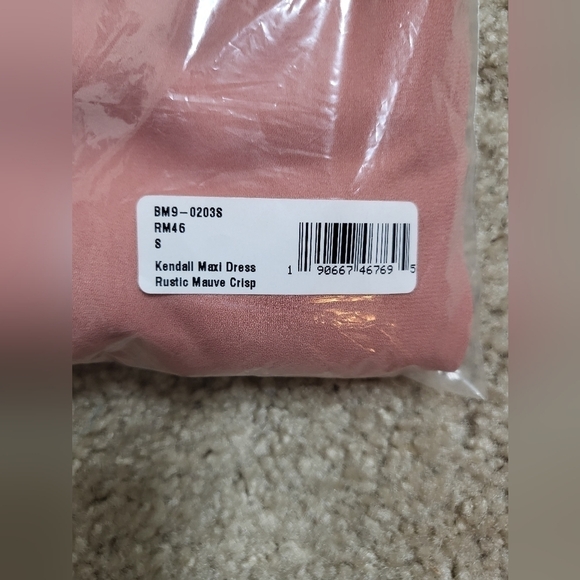 BM9-0203S
RM46
S
Kendall Maxi Dress
Rustic Mauve Crisp
1 90667 46769 5